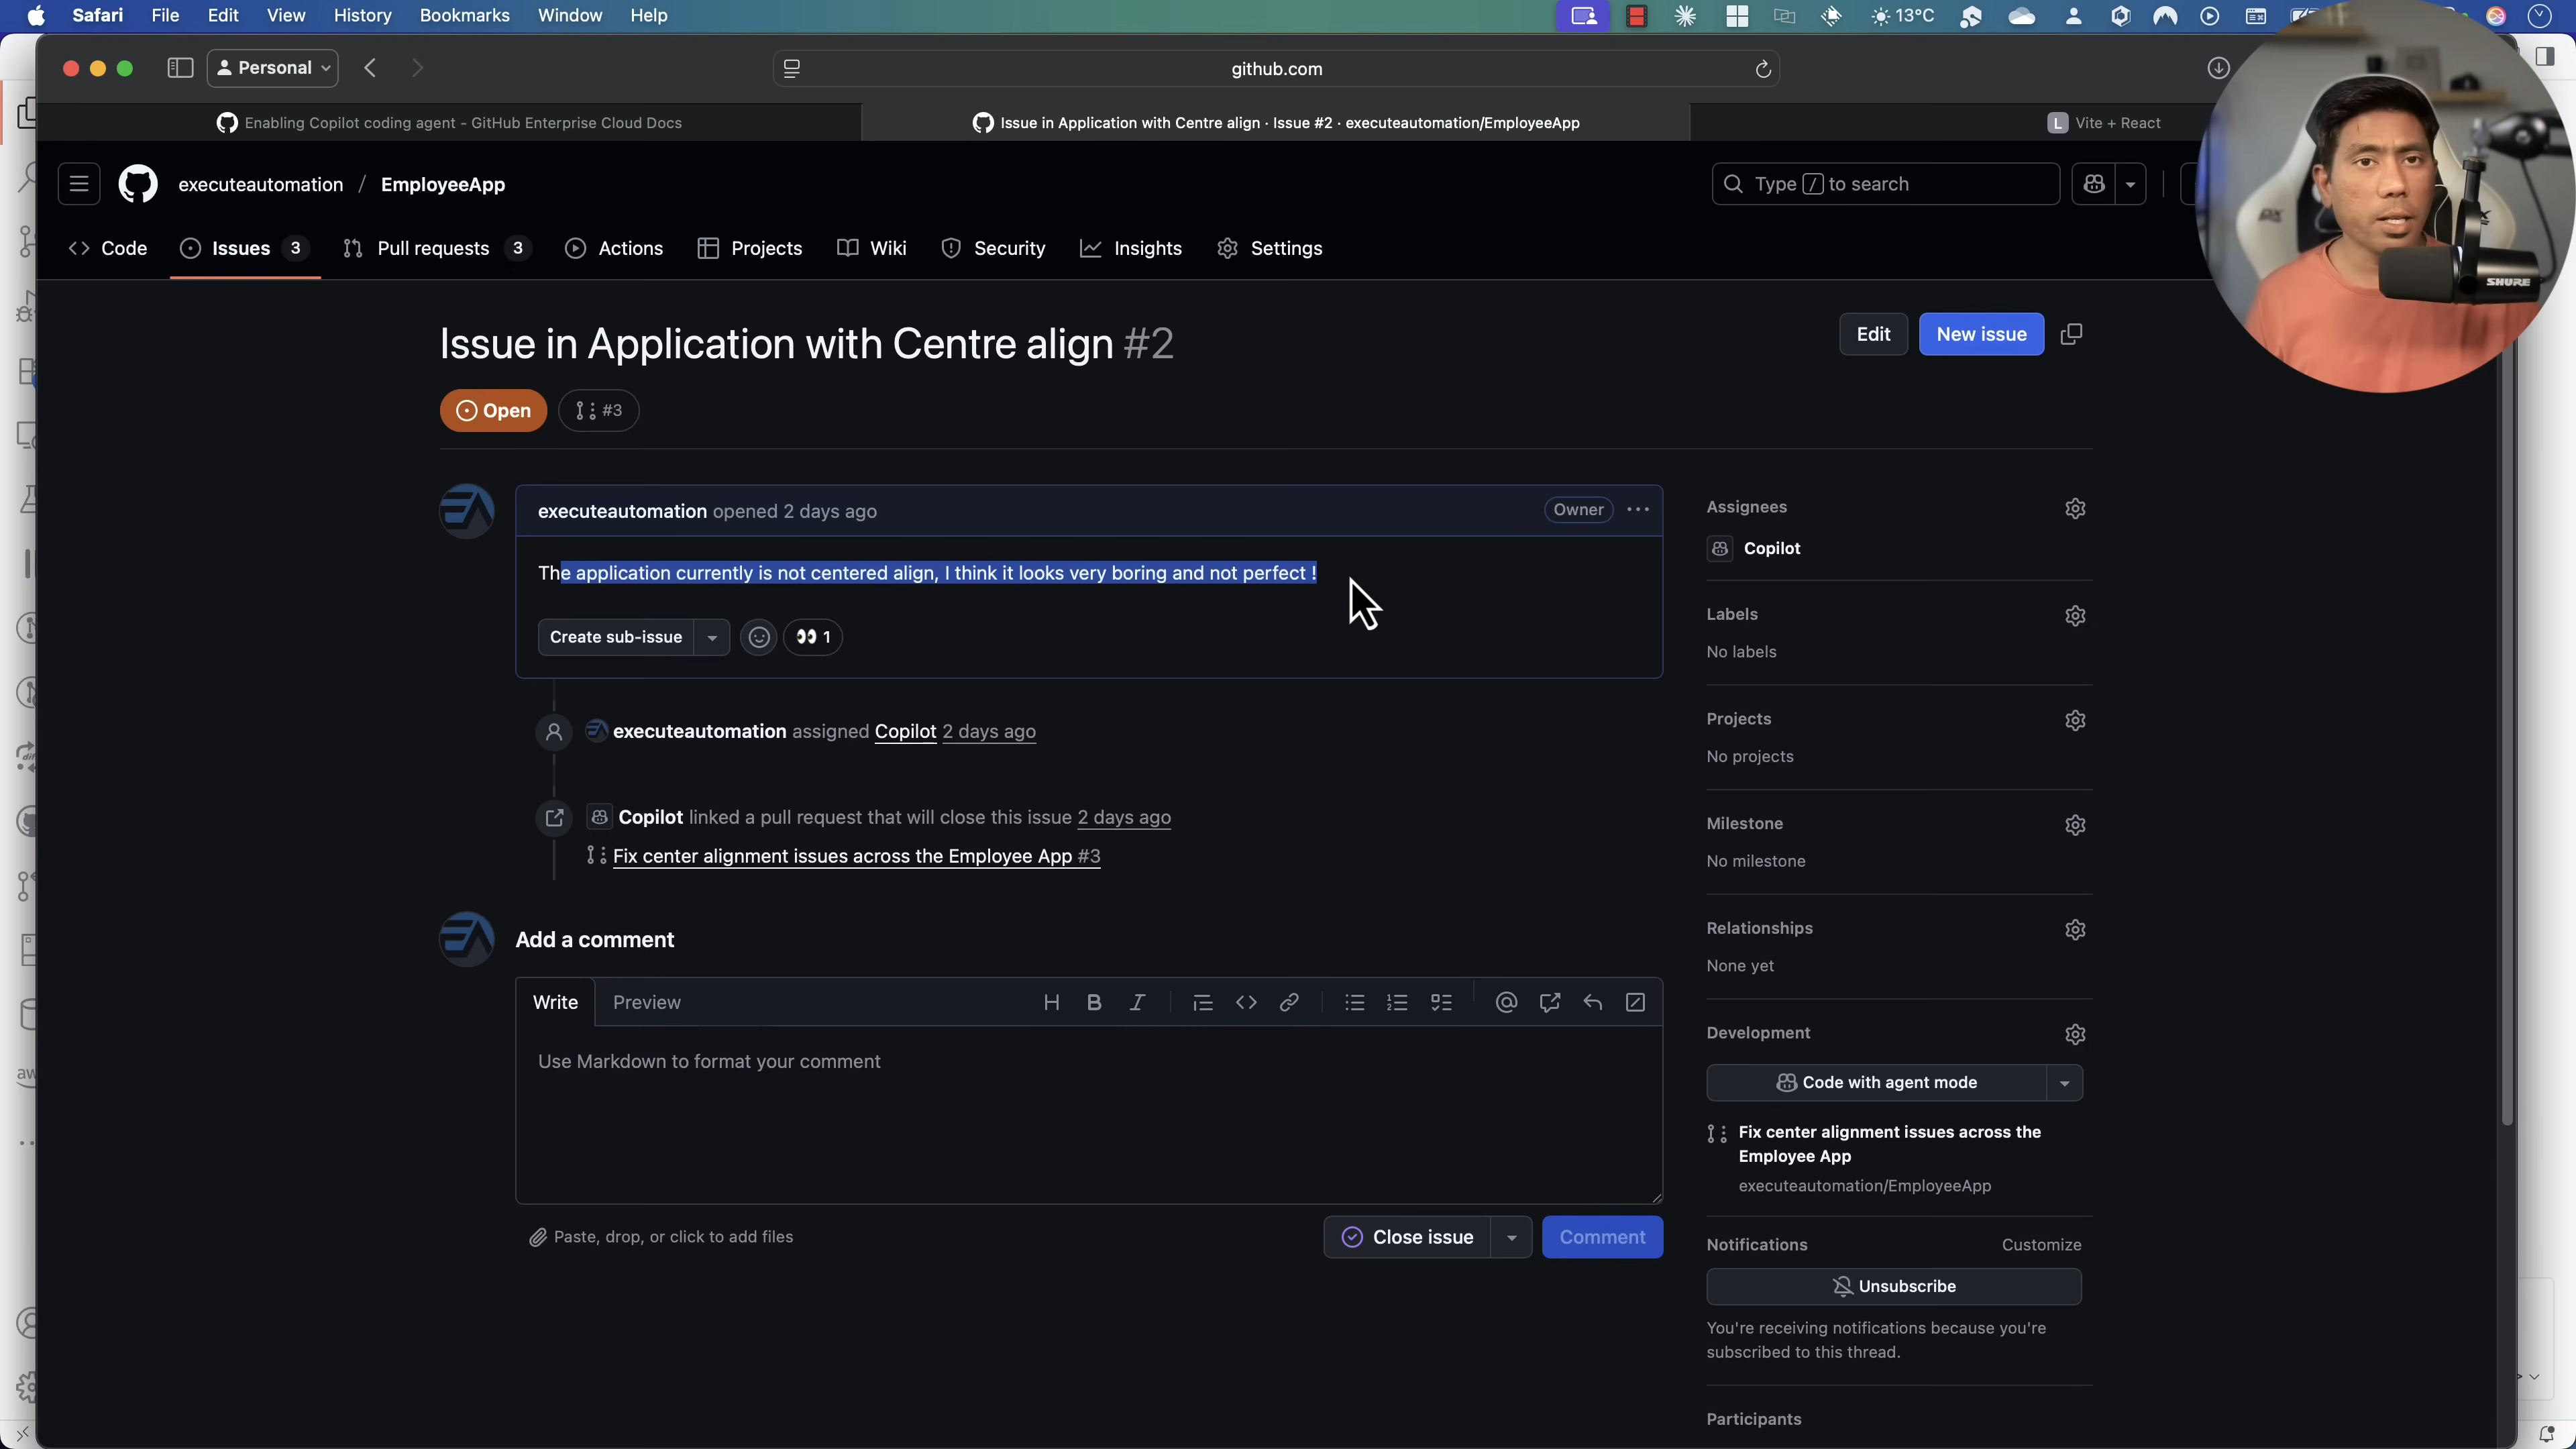 Safari File Edit View History Bookmarks Window Help
13°C
Personal
github.com
Enabling Copilot coding agent - GitHub Enterprise Cloud Docs
Issue in Application with Centre align · Issue #2 · executeautomation/EmployeeApp
L Vite + React
executeautomation / EmployeeApp
Type / to search
Code
Issues 3
Pull requests 3
Actions
Projects
Wiki
Security
Insights
Settings
SHURE
Issue in Application with Centre align #2
Edit
New issue
Open
#3
executeautomation opened 2 days ago
Owner
The application currently is not centered align, I think it looks very boring and not perfect !
Create sub-issue
👀 1
executeautomation assigned Copilot 2 days ago
Copilot linked a pull request that will close this issue 2 days ago
Fix center alignment issues across the Employee App #3
Add a comment
Write
Preview
Use Markdown to format your comment
Paste, drop, or click to add files
Close issue
Comment
Assignees
Copilot
Labels
No labels
Projects
No projects
Milestone
No milestone
Relationships
None yet
Development
Code with agent mode
Fix center alignment issues across the
Employee App
executeautomation/EmployeeApp
Notifications
Customize
Unsubscribe
You're receiving notifications because you're
subscribed to this thread.
Participants